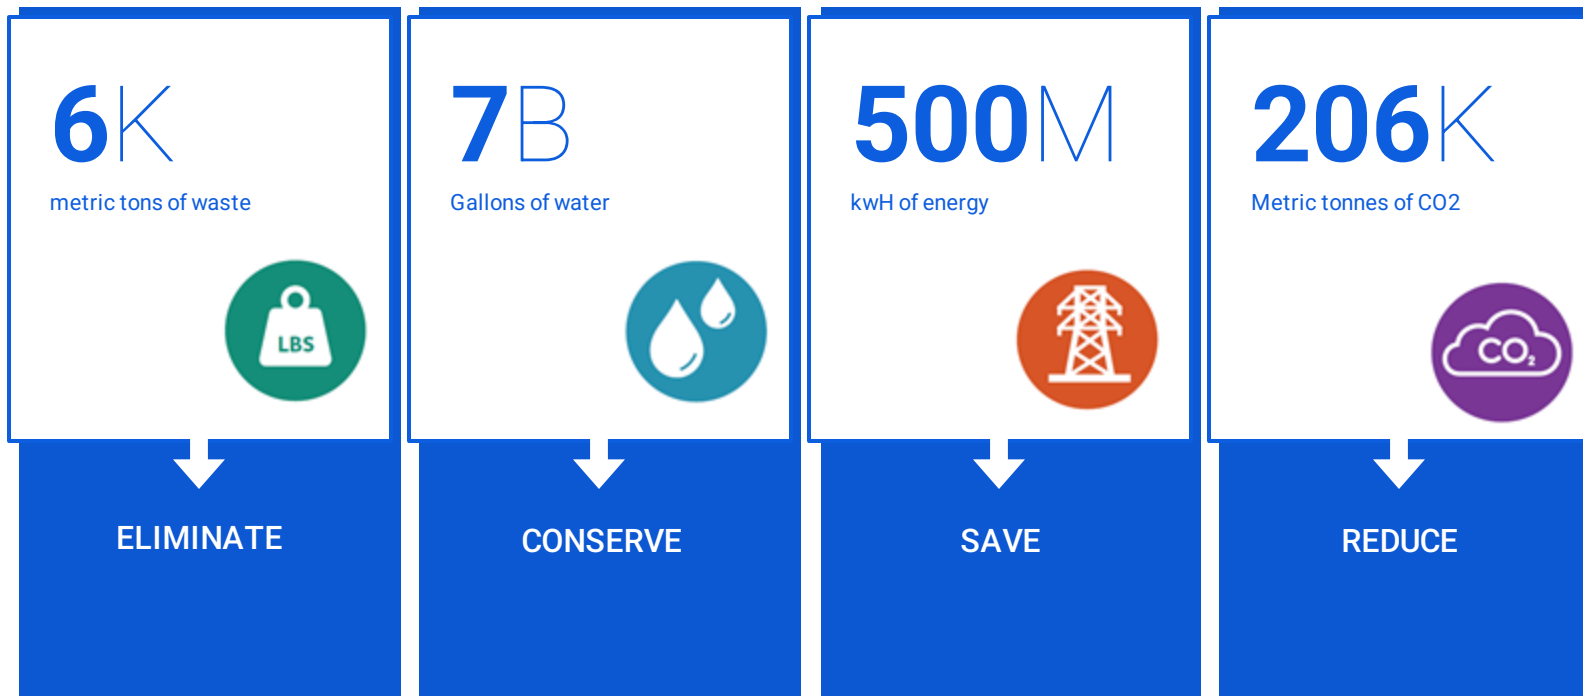 6K
metric tons of waste
LBS
ELIMINATE
7B
Gallons of water
CONSERVE
500M
kwH of energy
SAVE
206K
Metric tonnes of CO2
CO₂
REDUCE